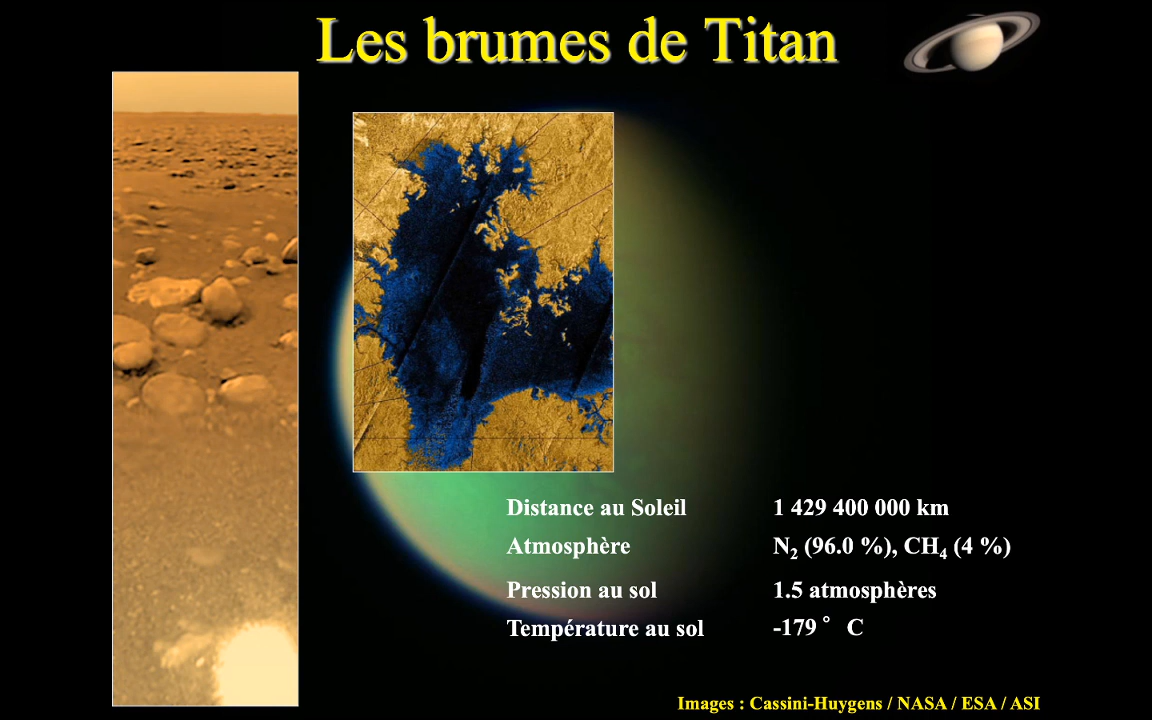 Les brumes de Titan
Distance au Soleil 1 429 400 000 km
Atmosphère N₂ (96.0 %), CH₄ (4 %)
Pression au sol 1.5 atmosphères
Température au sol -179 ° C
Images : Cassini-Huygens / NASA / ESA / ASI